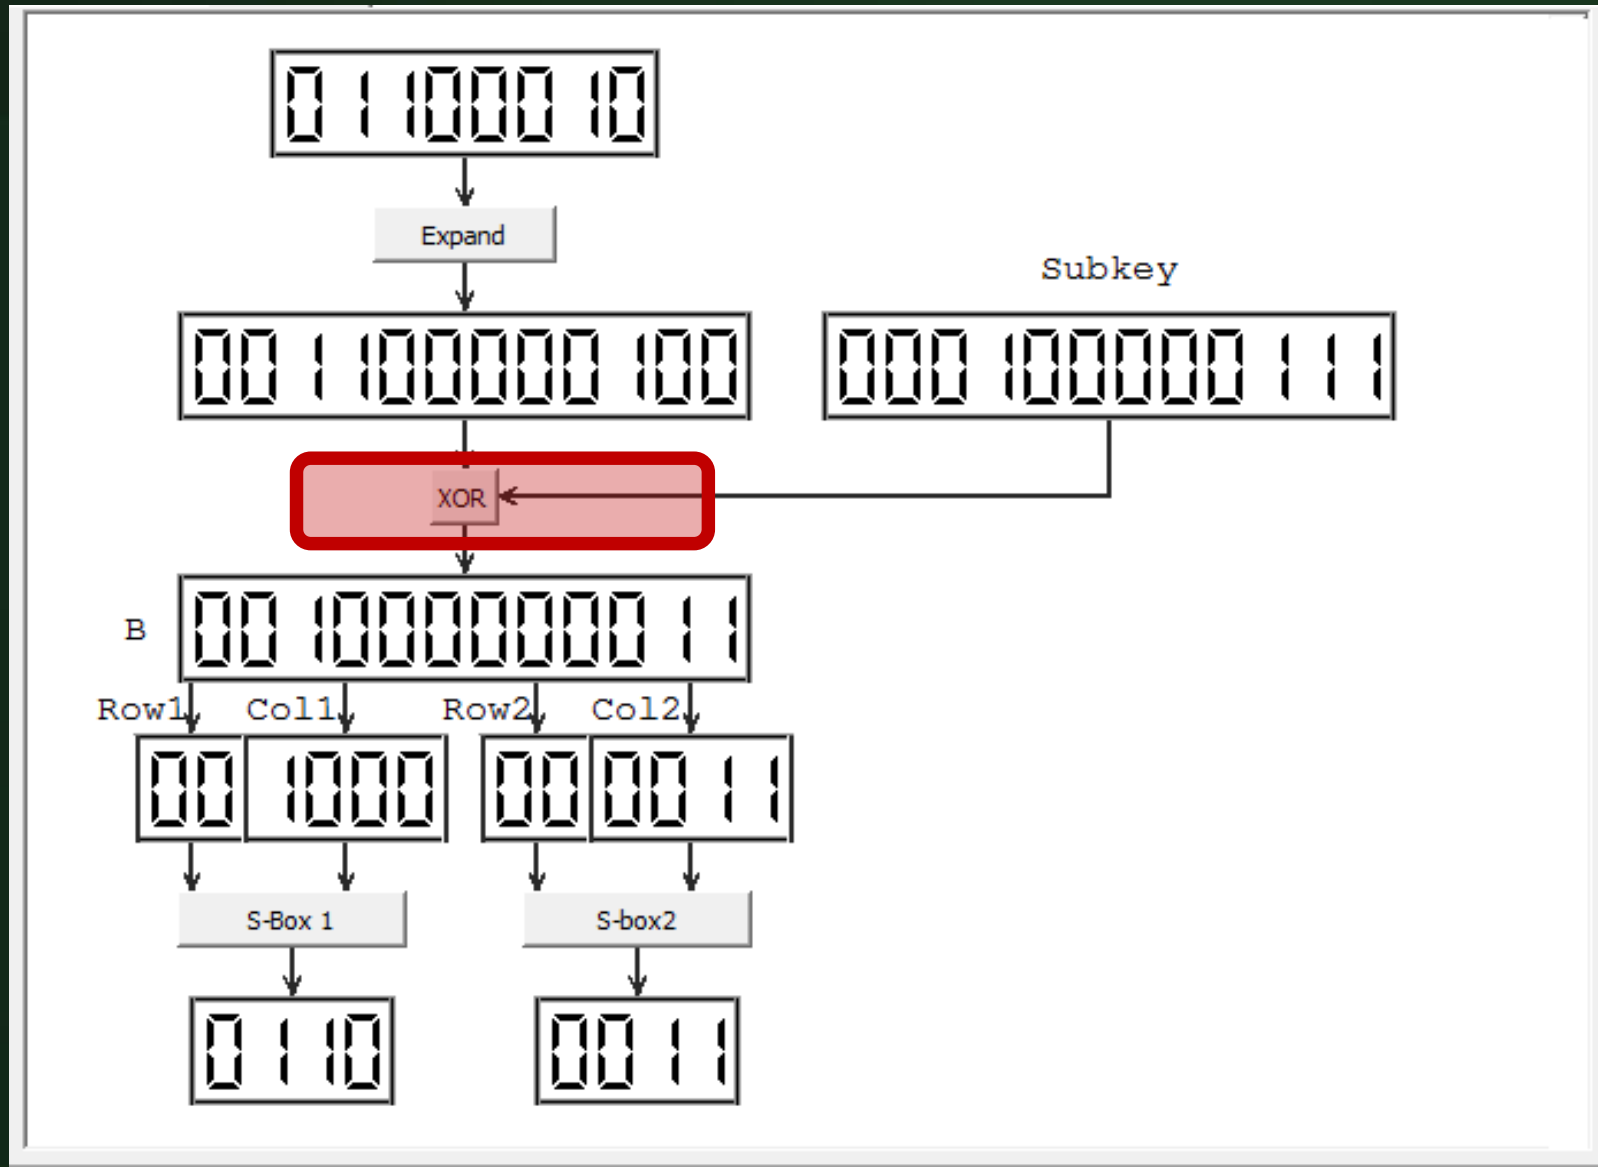 01100010
Expand
Subkey
001100000100 000100000111
XOR
B 001000000011
Row1 Col1 Row2 Col2
00 1000 00 0011
S-Box 1 S-box2
0110 0011